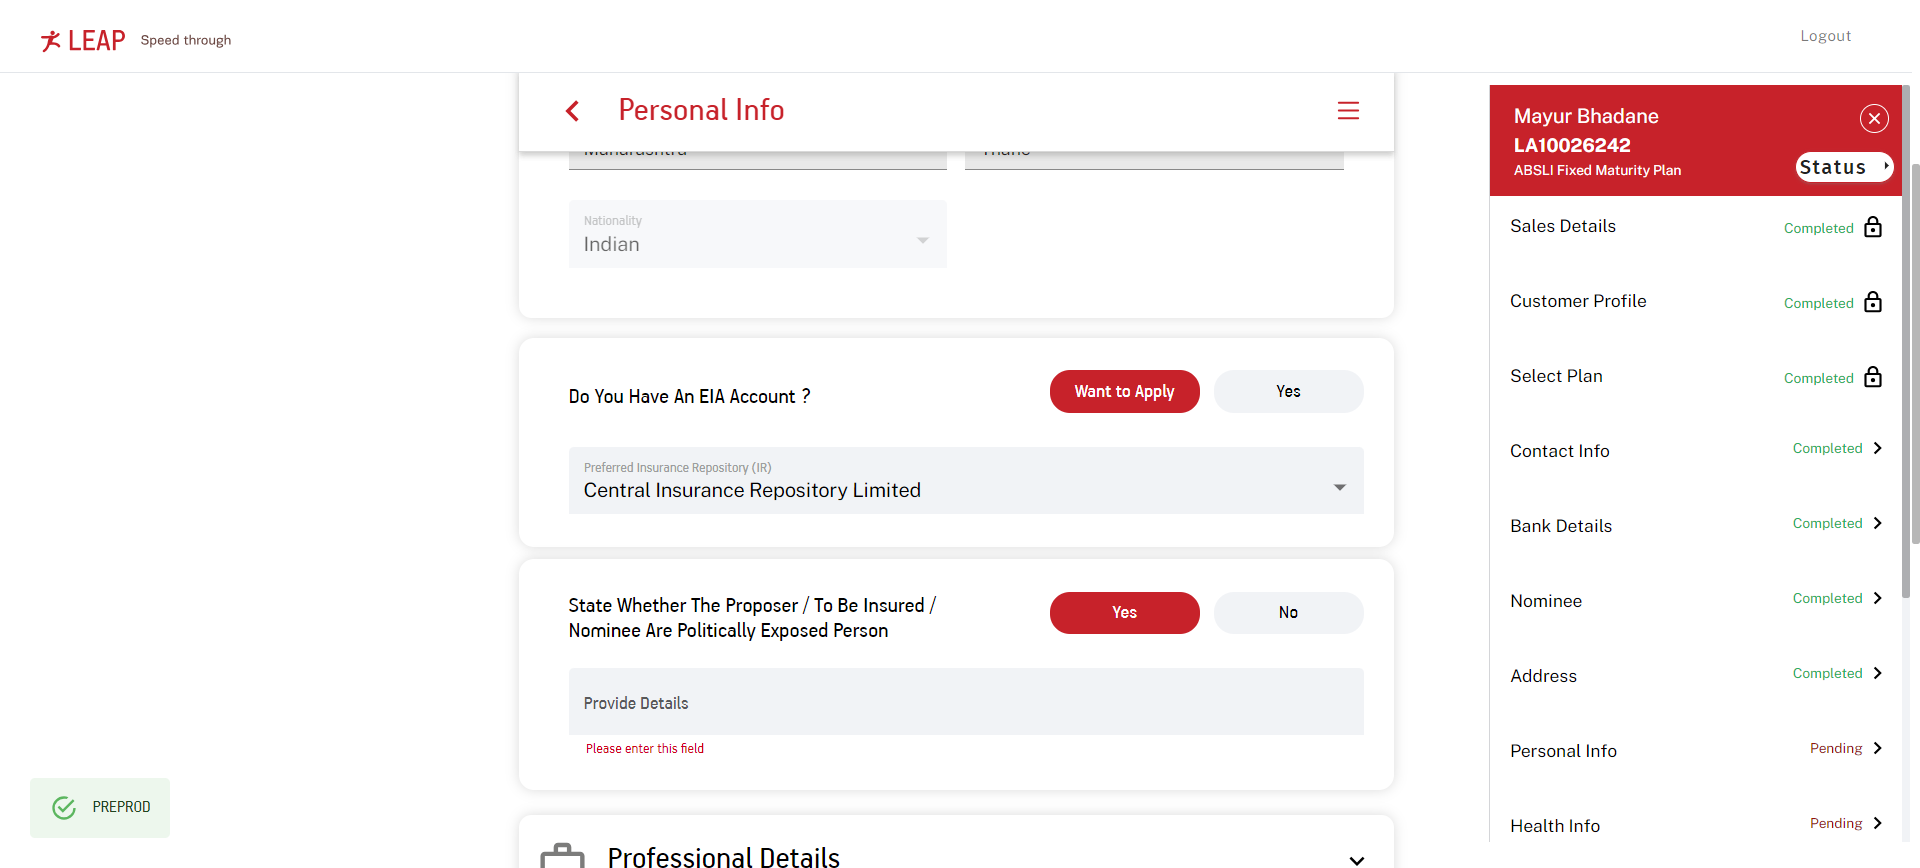 LEAP Speed through
Logout
Personal Info
Maharashtra
Thane
Nationality
Indian
Do You Have An EIA Account ?
Want to Apply
Yes
Preferred Insurance Repository (IR)
Central Insurance Repository Limited
State Whether The Proposer / To Be Insured /
Nominee Are Politically Exposed Person
Yes
No
Provide Details
Please enter this field
Professional Details
PREPROD
Mayur Bhadane
LA10026242
ABSLI Fixed Maturity Plan
Status
Sales Details Completed
Customer Profile Completed
Select Plan Completed
Contact Info Completed
Bank Details Completed
Nominee Completed
Address Completed
Personal Info Pending
Health Info Pending